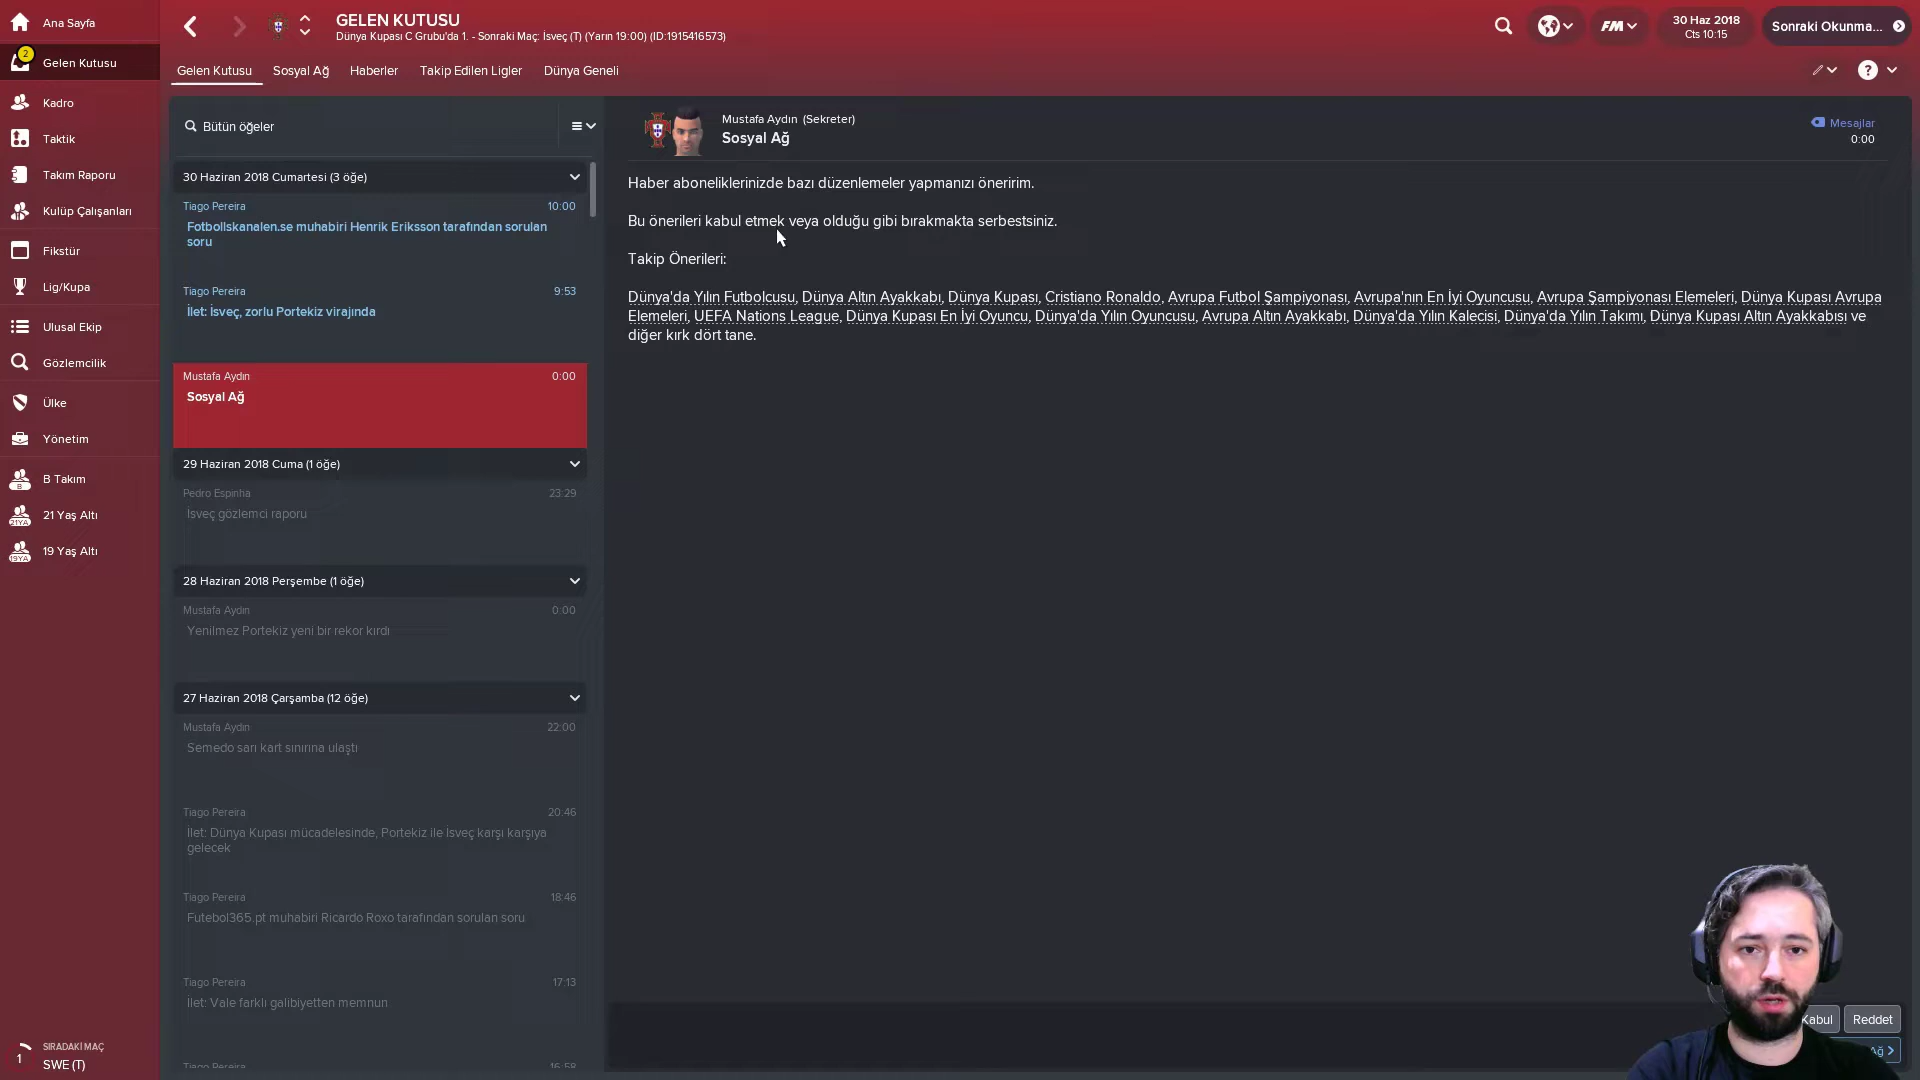 Ana Sayfa
2
Gelen Kutusu
Kadro
Taktik
Takım Raporu
Kulüp Çalışanları
Fikstür
Lig/Kupa
Ulusal Ekip
Gözlemcilik
Ülke
Yönetim
B
B Takım
21YA
21 Yaş Altı
19YA
19 Yaş Altı
1
SIRADAKİ MAÇ
SWE (T)
GELEN KUTUSU
Dünya Kupası C Grubu'da 1. - Sonraki Maç: İsveç (T) (Yarın 19:00) (ID:1915416573)
FM
30 Haz 2018
Cts 10:15
Sonraki Okunma...
Gelen Kutusu
Sosyal Ağ
Haberler
Takip Edilen Ligler
Dünya Geneli
?
Bütün öğeler
30 Haziran 2018 Cumartesi (3 öğe)
Tiago Pereira 10:00
Fotbollskanalen.se muhabiri Henrik Eriksson tarafından sorulan
soru
Tiago Pereira 9:53
İlet: İsveç, zorlu Portekiz virajında
Mustafa Aydın 0:00
Sosyal Ağ
29 Haziran 2018 Cuma (1 öğe)
Pedro Espinha 23:29
İsveç gözlemci raporu
28 Haziran 2018 Perşembe (1 öğe)
Mustafa Aydın 0:00
Yenilmez Portekiz yeni bir rekor kırdı
27 Haziran 2018 Çarşamba (12 öğe)
Mustafa Aydın 22:00
Semedo sarı kart sınırına ulaştı
Tiago Pereira 20:46
İlet: Dünya Kupası mücadelesinde, Portekiz ile İsveç karşı karşıya
gelecek
Tiago Pereira 18:46
Futebol365.pt muhabiri Ricardo Roxo tarafından sorulan soru
Tiago Pereira 17:13
İlet: Vale farklı galibiyetten memnun
Tiago Pereira 16:58
Mustafa Aydın (Sekreter)
Sosyal Ağ
Mesajlar
0:00
Haber aboneliklerinizde bazı düzenlemeler yapmanızı öneririm.
Bu önerileri kabul etmek veya olduğu gibi bırakmakta serbestsiniz.
Takip Önerileri:
Dünya'da Yılın Futbolcusu, Dünya Altın Ayakkabı, Dünya Kupası, Cristiano Ronaldo, Avrupa Futbol Şampiyonası, Avrupa'nın En İyi Oyuncusu, Avrupa Şampiyonası Elemeleri, Dünya Kupası Avrupa
Elemeleri, UEFA Nations League, Dünya Kupası En İyi Oyuncu, Dünya'da Yılın Oyuncusu, Avrupa Altın Ayakkabı, Dünya'da Yılın Kalecisi, Dünya'da Yılın Takımı, Dünya Kupası Altın Ayakkabısı ve
diğer kırk dört tane.
Kabul
Reddet
Ağ